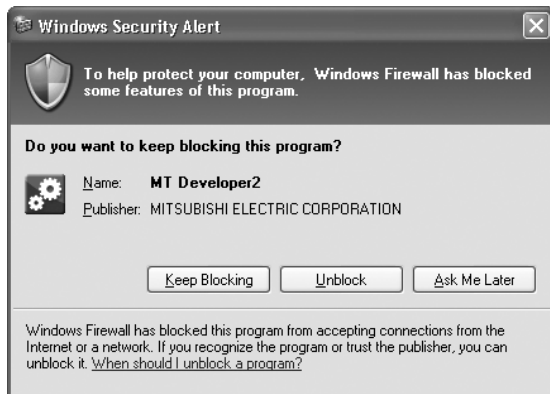 Windows Security Alert
To help protect your computer, Windows Firewall has blocked
some features of this program.
Do you want to keep blocking this program?
Name: MT Developer2
Publisher: MITSUBISHI ELECTRIC CORPORATION
Keep Blocking Unblock Ask Me Later
Windows Firewall has blocked this program from accepting connections from the
Internet or a network. If you recognize the program or trust the publisher, you can
unblock it. When should I unblock a program?